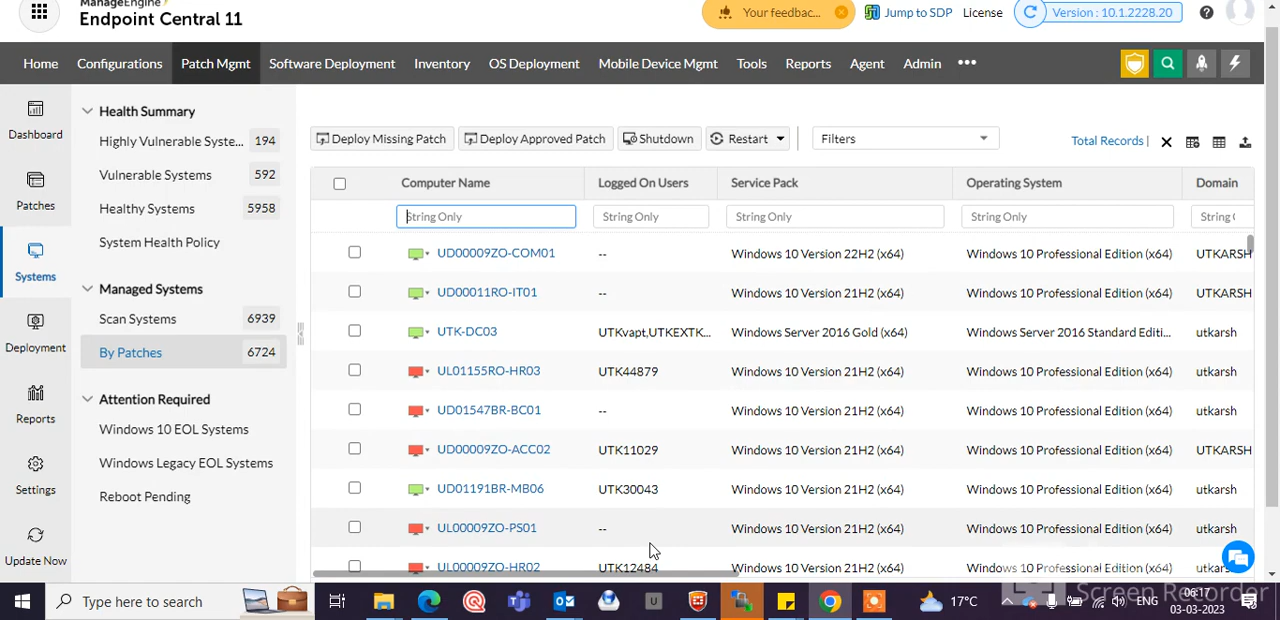 ManageEngine
Endpoint Central 11
Your feedbac...
Jump to SDP
License
Version : 10.1.2228.20
Home
Configurations
Patch Mgmt
Software Deployment
Inventory
OS Deployment
Mobile Device Mgmt
Tools
Reports
Agent
Admin
Dashboard
Patches
Systems
Deployment
Reports
Settings
Update Now
Health Summary
Highly Vulnerable Syste... 194
Vulnerable Systems 592
Healthy Systems 5958
System Health Policy
Managed Systems
Scan Systems 6939
By Patches 6724
Attention Required
Windows 10 EOL Systems
Windows Legacy EOL Systems
Reboot Pending
Deploy Missing Patch
Deploy Approved Patch
Shutdown
Restart
Filters
Total Records |
Computer Name Logged On Users Service Pack Operating System Domain
String Only String Only String Only String Only String
UD00009ZO-COM01 -- Windows 10 Version 22H2 (x64) Windows 10 Professional Edition (x64) UTKARSH
UD00011RO-IT01 -- Windows 10 Version 21H2 (x64) Windows 10 Professional Edition (x64) UTKARSH
UTK-DC03 UTKvapt,UTKEXTK... Windows Server 2016 Gold (x64) Windows Server 2016 Standard Editi... utkarsh
UL01155RO-HR03 UTK44879 Windows 10 Version 21H2 (x64) Windows 10 Professional Edition (x64) utkarsh
UD01547BR-BC01 -- Windows 10 Version 21H2 (x64) Windows 10 Professional Edition (x64) utkarsh
UD00009ZO-ACC02 UTK11029 Windows 10 Version 21H2 (x64) Windows 10 Professional Edition (x64) UTKARSH
UD01191BR-MB06 UTK30043 Windows 10 Version 21H2 (x64) Windows 10 Professional Edition (x64) utkarsh
UL00009ZO-PS01 -- Windows 10 Version 21H2 (x64) Windows 10 Professional Edition (x64) utkarsh
UL00009ZO-HR02 UTK12484 Windows 10 Version 21H2 (x64) Windows 10 Professional Edition (x64) utkars
Type here to search
17°C
ENG
06:17
03-03-2023
Screen Recorder